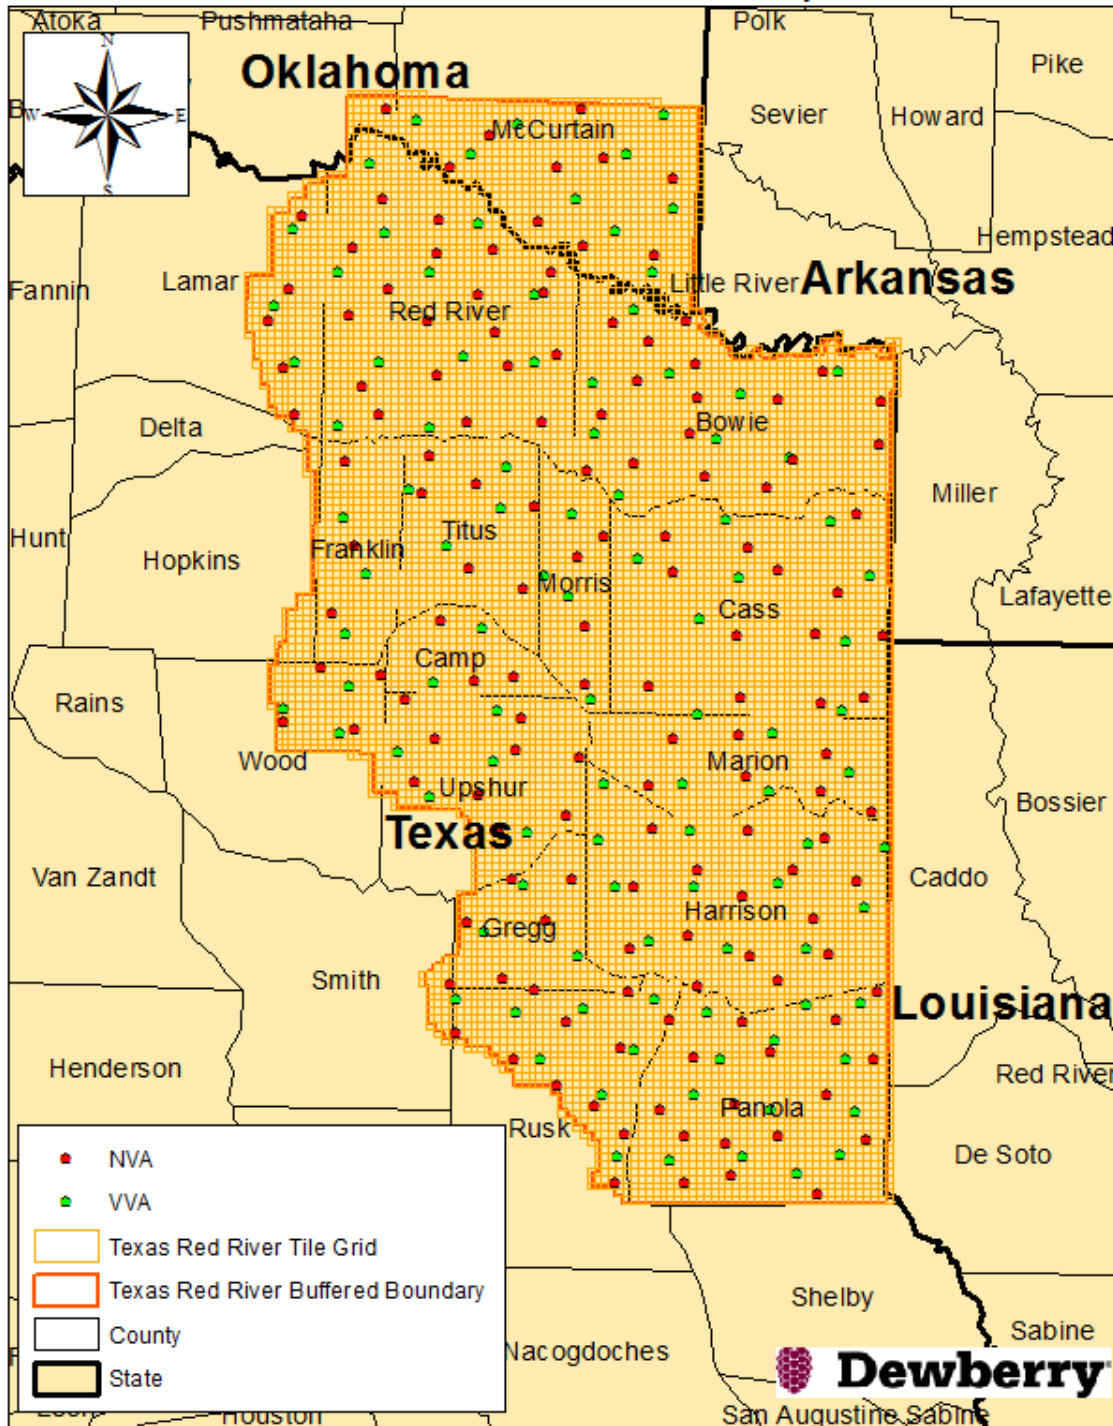 Atoka
Pushmataha
Polk
N
W
E
S
Oklahoma
Pike
Sevier
Howard
McCurtain
Hempstead
Lamar
Fannin
Little River
Arkansas
Red River
Delta
Bowie
Hunt
Hopkins
Franklin
Titus
Morris
Miller
Cass
Lafayette
Rains
Camp
Wood
Marion
Upshur
Bossier
Texas
Van Zandt
Caddo
Gregg
Harrison
Smith
Louisiana
Henderson
Red River
Panola
Rusk
De Soto
NVA
VVA
Texas Red River Tile Grid
Texas Red River Buffered Boundary
County
State
Shelby
Sabine
Nacogdoches
Dewberry
Houston
San Augustine
Sabine